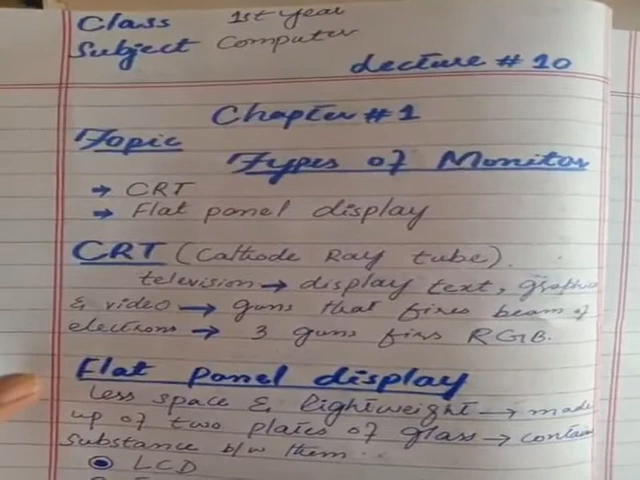 Class 1st year
Subject Computer
Lecture # 10
Chapter # 1
Topic
Types of Monitor
→ CRT
→ Flat panel display
CRT (Cathode Ray tube).
television → display text, graphic
& video → guns that fires beam of
electrons → 3 guns fires RGB.
Flat panel display
Less space & lightweight → made
up of two plates of glass → contain
substance b/w them.
LCD